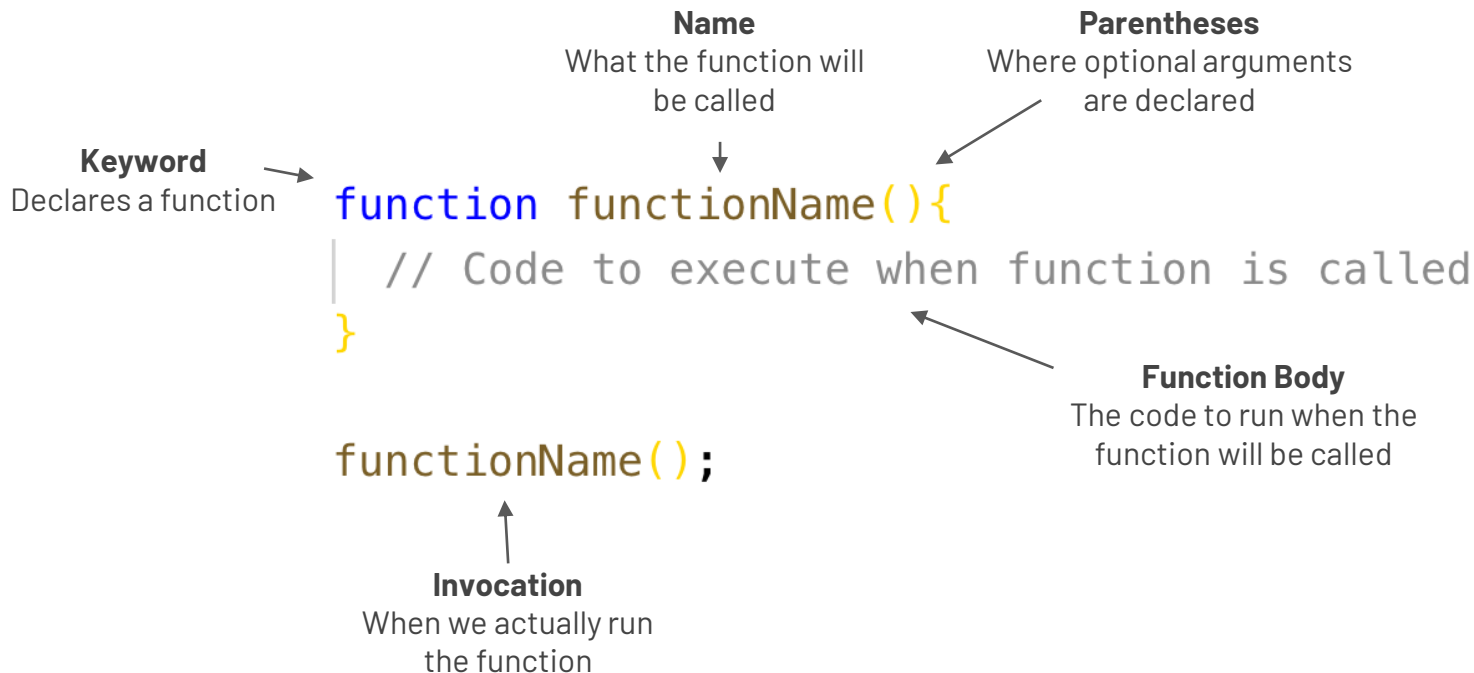 Name
What the function will
be called
Parentheses
Where optional arguments
are declared
Keyword
Declares a function
function functionName(){
// Code to execute when function is called
}
Function Body
The code to run when the
function will be called
functionName();
Invocation
When we actually run
the function